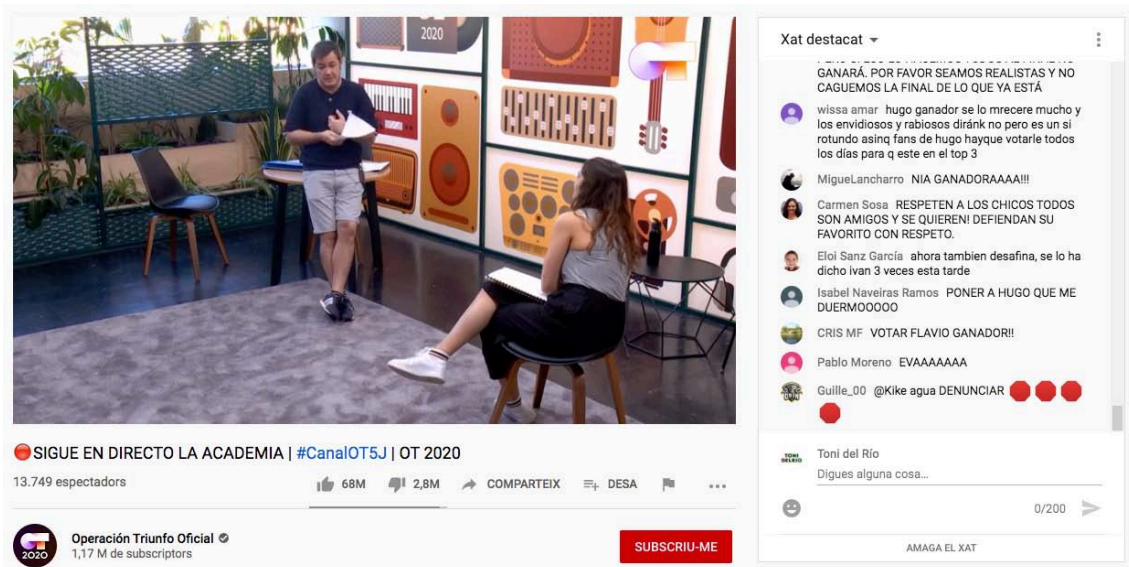 2020
SIGUE EN DIRECTO LA ACADEMIA | #CanalOT5J | OT 2020
13.749 espectadors
68M
2,8M
COMPARTEIX
DESA
2020
Operación Triunfo Oficial
1,17 M de subscriptors
SUBSCRIU-ME
Xat destacat
GANARÁ. POR FAVOR SEAMOS REALISTAS Y NO
CAGUEMOS LA FINAL DE LO QUE YA ESTÁ
wissa amar hugo ganador se lo mrecere mucho y
los envidiosos y rabiosos diránk no pero es un si
rotundo asinq fans de hugo hayque votarle todos
los días para q este en el top 3
MigueLancharro NIA GANADORAAAA!!!
Carmen Sosa RESPETEN A LOS CHICOS TODOS
SON AMIGOS Y SE QUIEREN! DEFIENDAN SU
FAVORITO CON RESPETO.
Eloi Sanz García ahora tambien desafina, se lo ha
dicho ivan 3 veces esta tarde
Isabel Naveiras Ramos PONER A HUGO QUE ME
DUERMOOOOO
CRIS MF VOTAR FLAVIO GANADOR!!
Pablo Moreno EVAAAAAAA
Guille_00 @Kike agua DENUNCIAR
TONI
DELRIO
Toni del Río
Digues alguna cosa...
0/200
AMAGA EL XAT